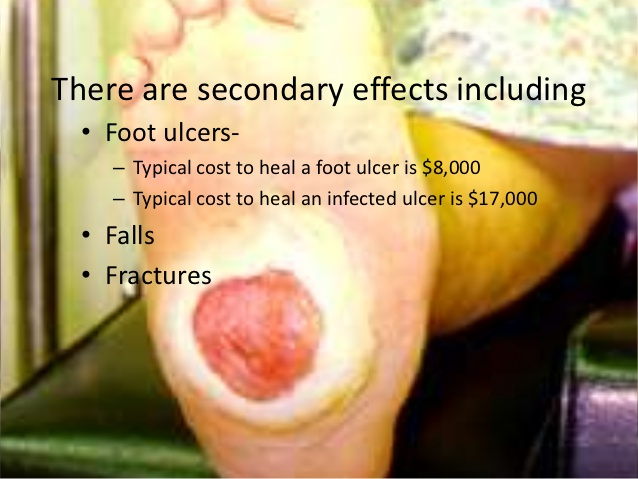 There are secondary effects including
• Foot ulcers-
– Typical cost to heal a foot ulcer is $8,000
– Typical cost to heal an infected ulcer is $17,000
• Falls
• Fractures